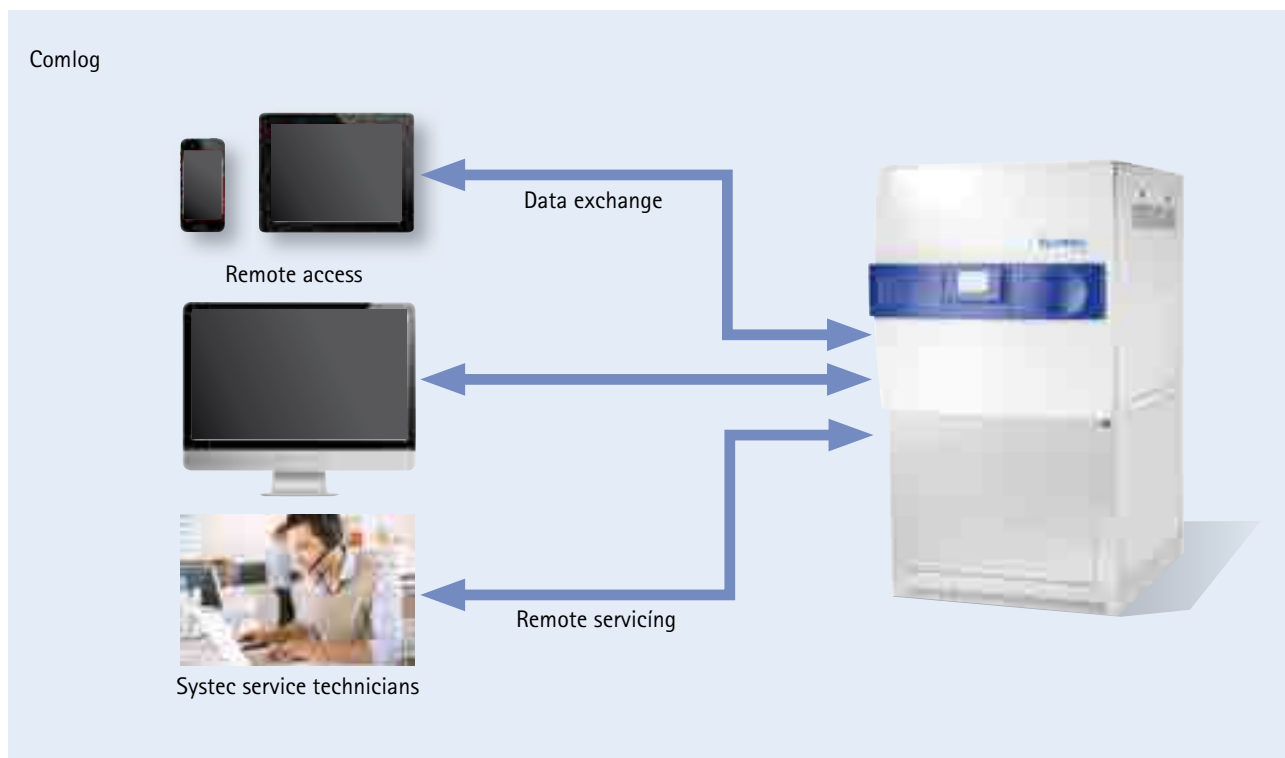 Comlog
Data exchange
Remote access
Remote servicing
Systec service technicians